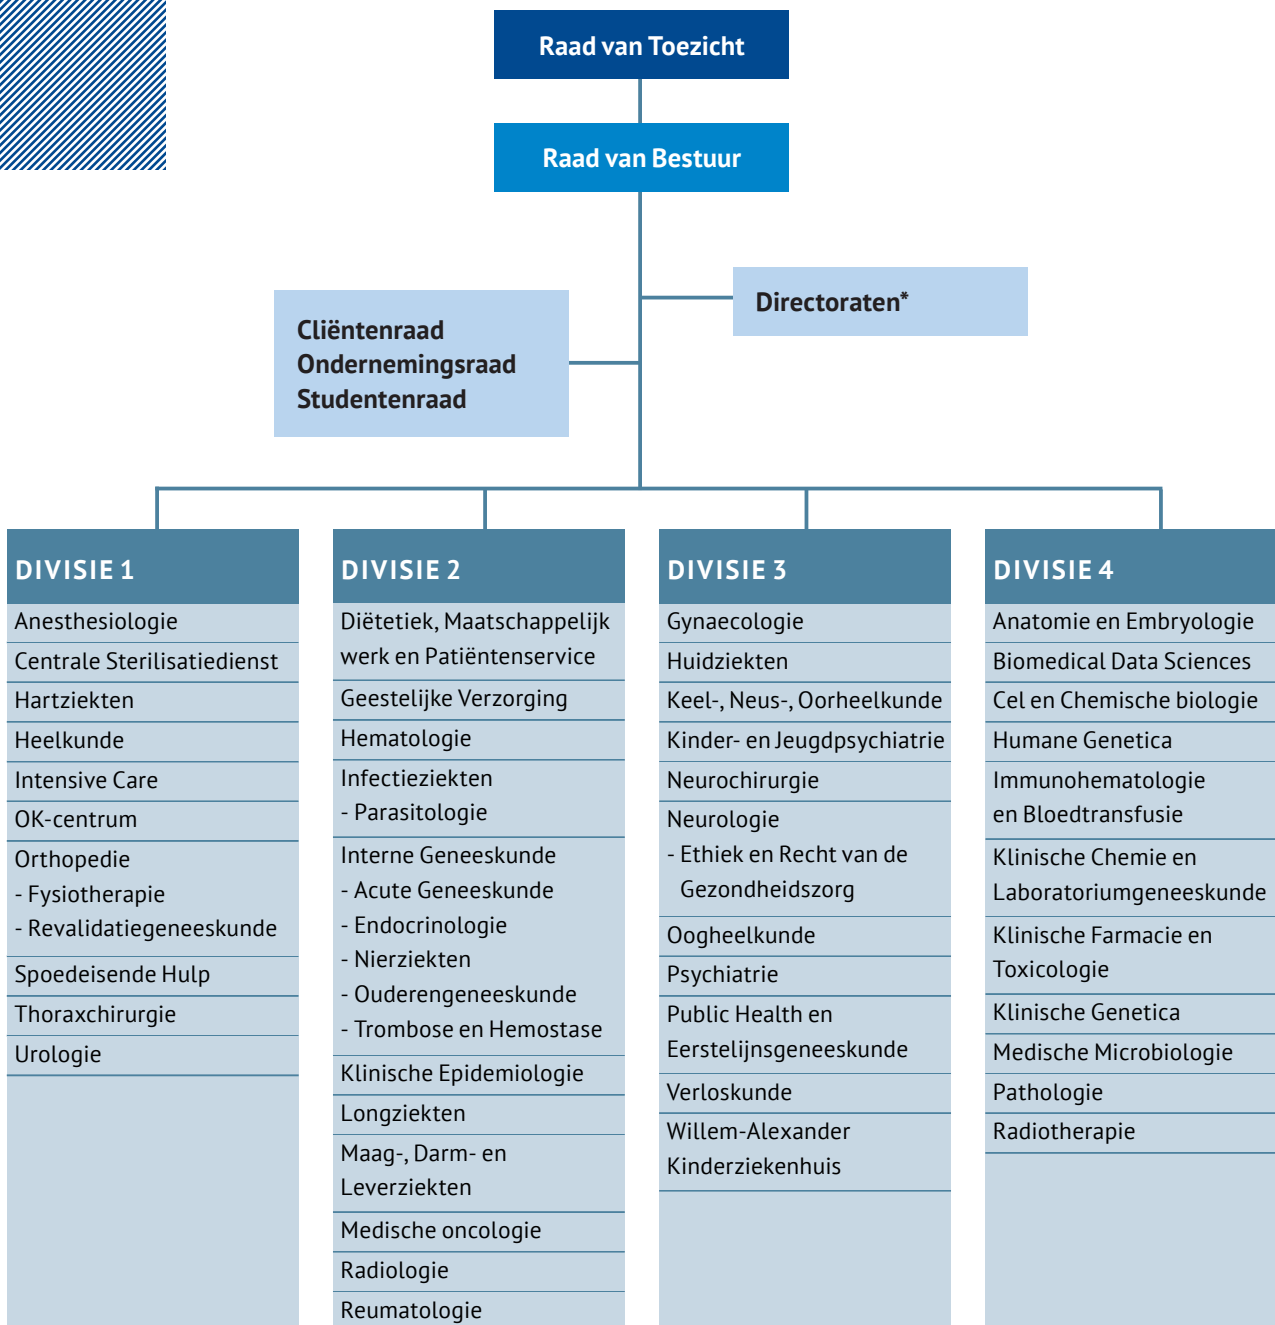 Raad van Toezicht
Raad van Bestuur
Directoraten*
Cliëntenraad
Ondernemingsraad
Studentenraad
DIVISIE 1
Anesthesiologie
Centrale Sterilisatiedienst
Hartziekten
Heelkunde
Intensive Care
OK-centrum
Orthopedie
- Fysiotherapie
- Revalidatiegeneeskunde
Spoedeisende Hulp
Thoraxchirurgie
Urologie
DIVISIE 2
Diëtetiek, Maatschappelijk
werk en Patiëntenservice
Geestelijke Verzorging
Hematologie
Infectieziekten
- Parasitologie
Interne Geneeskunde
- Acute Geneeskunde
- Endocrinologie
- Nierziekten
- Ouderengeneeskunde
- Trombose en Hemostase
Klinische Epidemiologie
Longziekten
Maag-, Darm- en
Leverziekten
Medische oncologie
Radiologie
Reumatologie
DIVISIE 3
Gynaecologie
Huidziekten
Keel-, Neus-, Oorheelkunde
Kinder- en Jeugdpsychiatrie
Neurochirurgie
Neurologie
- Ethiek en Recht van de
Gezondheidszorg
Oogheelkunde
Psychiatrie
Public Health en
Eerstelijnsgeneeskunde
Verloskunde
Willem-Alexander
Kinderziekenhuis
DIVISIE 4
Anatomie en Embryologie
Biomedical Data Sciences
Cel en Chemische biologie
Humane Genetica
Immunohematologie
en Bloedtransfusie
Klinische Chemie en
Laboratoriumgeneeskunde
Klinische Farmacie en
Toxicologie
Klinische Genetica
Medische Microbiologie
Pathologie
Radiotherapie